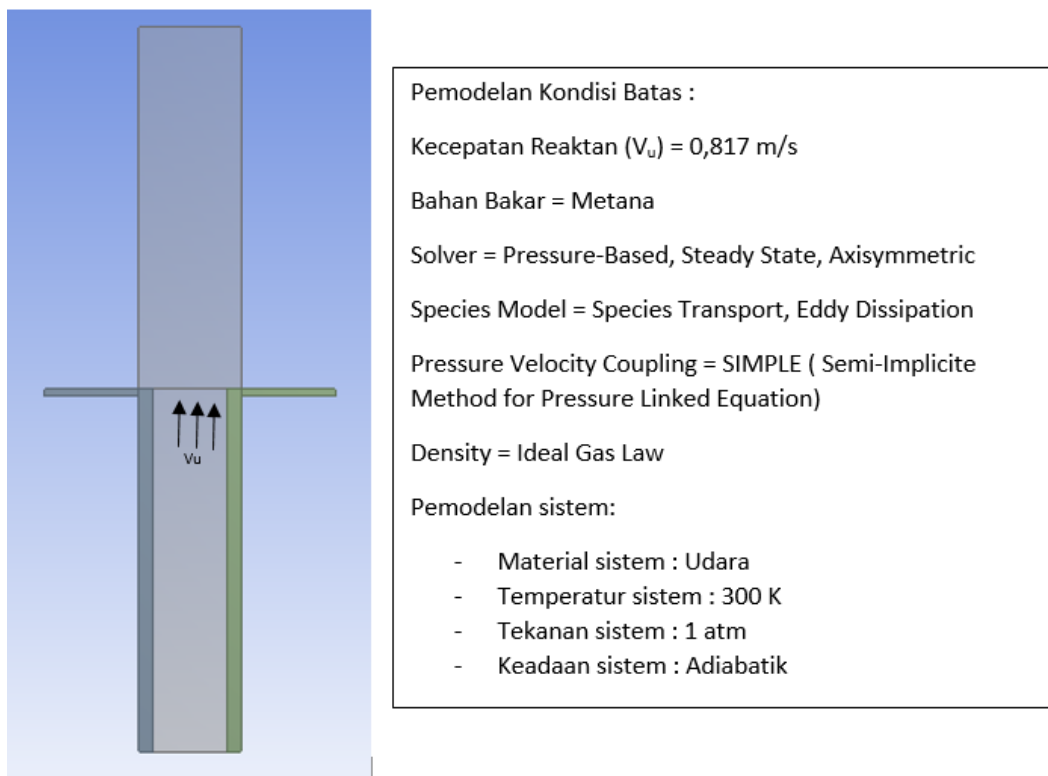 Vu
Pemodelan Kondisi Batas :
Kecepatan Reaktan (Vᵤ) = 0,817 m/s
Bahan Bakar = Metana
Solver = Pressure-Based, Steady State, Axisymmetric
Species Model = Species Transport, Eddy Dissipation
Pressure Velocity Coupling = SIMPLE ( Semi-Implicite
Method for Pressure Linked Equation)
Density = Ideal Gas Law
Pemodelan sistem:
- Material sistem : Udara
- Temperatur sistem : 300 K
- Tekanan sistem : 1 atm
- Keadaan sistem : Adiabatik